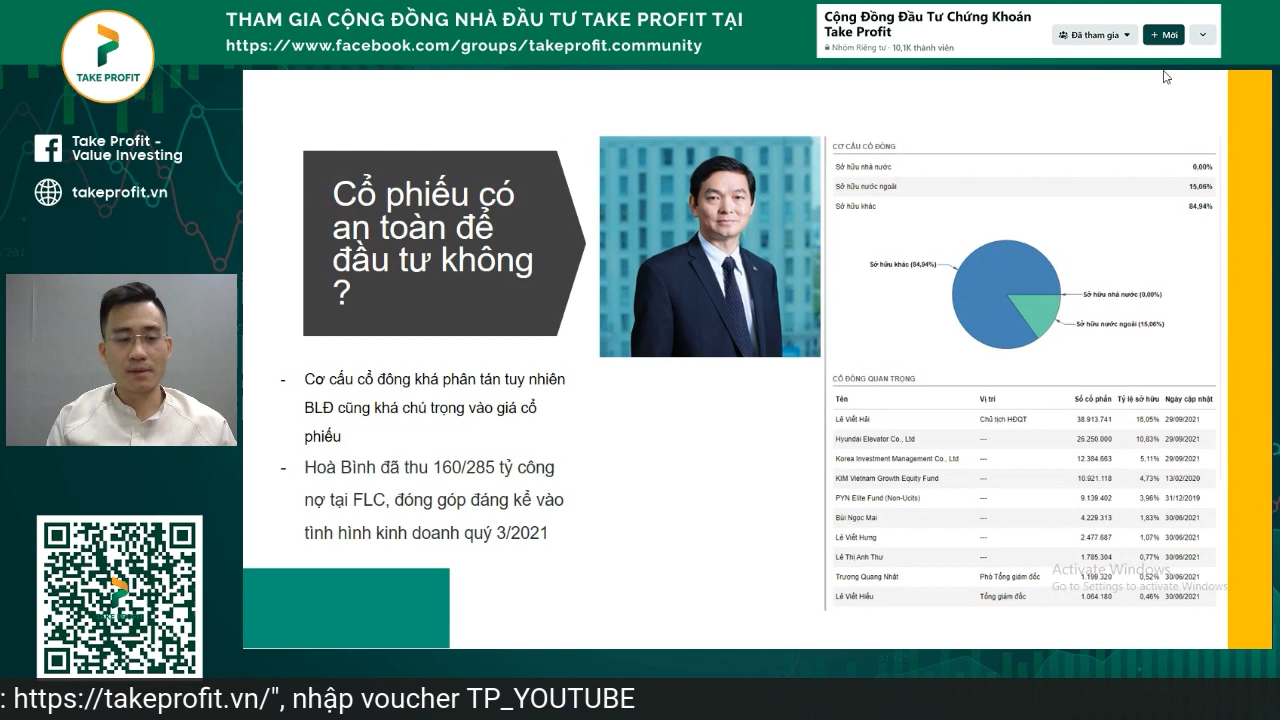 THAM GIA CỘNG ĐỒNG NHÀ ĐẦU TƯ TAKE PROFIT TẠI
https://www.facebook.com/groups/takeprofit.community
Cộng Đồng Đầu Tư Chứng Khoán
Take Profit
Nhóm Riêng tư · 10,1K thành viên
Đã tham gia
+ Mời
TAKE PROFIT
Take Profit -
Value Investing
takeprofit.vn
Cổ phiếu có
an toàn để
đầu tư không
?
- Cơ cấu cổ đông khá phân tán tuy nhiên
BLĐ cũng khá chú trọng vào giá cổ
phiếu
- Hoà Bình đã thu 160/285 tỷ công
nợ tại FLC, đóng góp đáng kể vào
tình hình kinh doanh quý 3/2021
CƠ CẤU CỔ ĐÔNG
Sở hữu nhà nước 0,00%
Sở hữu nước ngoài 15,06%
Sở hữu khác 84,94%
Sở hữu khác (84,94%)
Sở hữu nhà nước (0,00%)
Sở hữu nước ngoài (15,06%)
CỔ ĐÔNG QUAN TRỌNG
Tên Vị trí Số cổ phần Tỷ lệ sở hữu Ngày cập nhật
Lê Viết Hải Chủ tịch HĐQT 38.913.741 16,05% 29/09/2021
Hyundai Elevator Co., Ltd --- 26.250.000 10,83% 29/09/2021
Korea Investment Management Co., Ltd --- 12.384.663 5,11% 29/09/2021
KIM Vietnam Growth Equity Fund --- 10.921.118 4,73% 13/02/2020
PYN Elite Fund (Non-Ucits) --- 9.139.402 3,96% 31/12/2019
Bùi Ngọc Mai --- 4.229.313 1,83% 30/06/2021
Lê Viết Hưng --- 2.477.687 1,07% 30/06/2021
Lê Thị Anh Thư --- 1.785.304 0,77% 30/06/2021
Trương Quang Nhật Phó Tổng giám đốc 1.199.320 0,52% 30/06/2021
Lê Viết Hiếu Tổng giám đốc 1.064.180 0,46% 30/06/2021
Activate Windows
Go to Settings to activate Windows
: https://takeprofit.vn/", nhập voucher TP_YOUTUBE